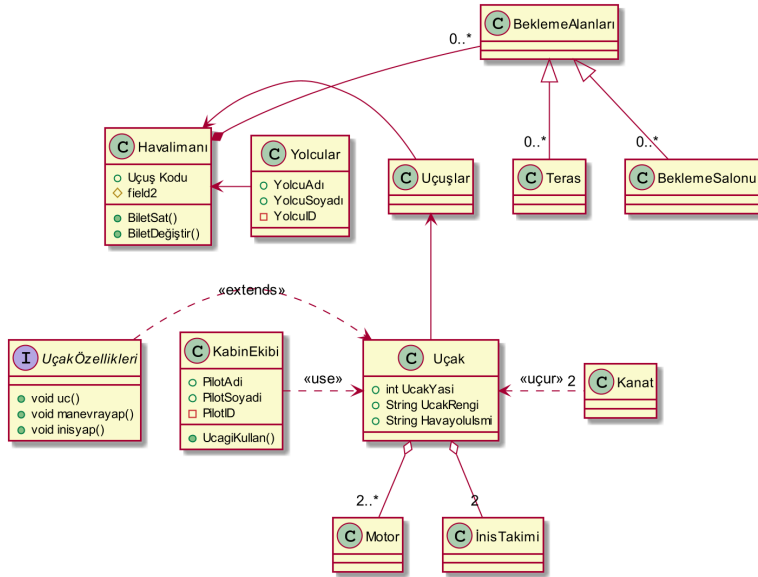 C BeklemeAlanları
0..*
C Havalimanı
Uçuş Kodu
field2
BiletSat()
BiletDeğiştir()
C Yolcular
YolcuAdı
YolcuSoyadı
YolcuID
C Uçuşlar
0..*
C Teras
0..*
C BeklemeSalonu
«extends»
I UçakÖzellikleri
void uc()
void manevrayap()
void inisyap()
C KabinEkibi
PilotAdi
PilotSoyadi
PilotID
UcagiKullan()
«use»
C Uçak
int UcakYasi
String UcakRengi
String HavayoluIsmi
«uçur» 2
C Kanat
2..*
2
C Motor
C İnisTakimi